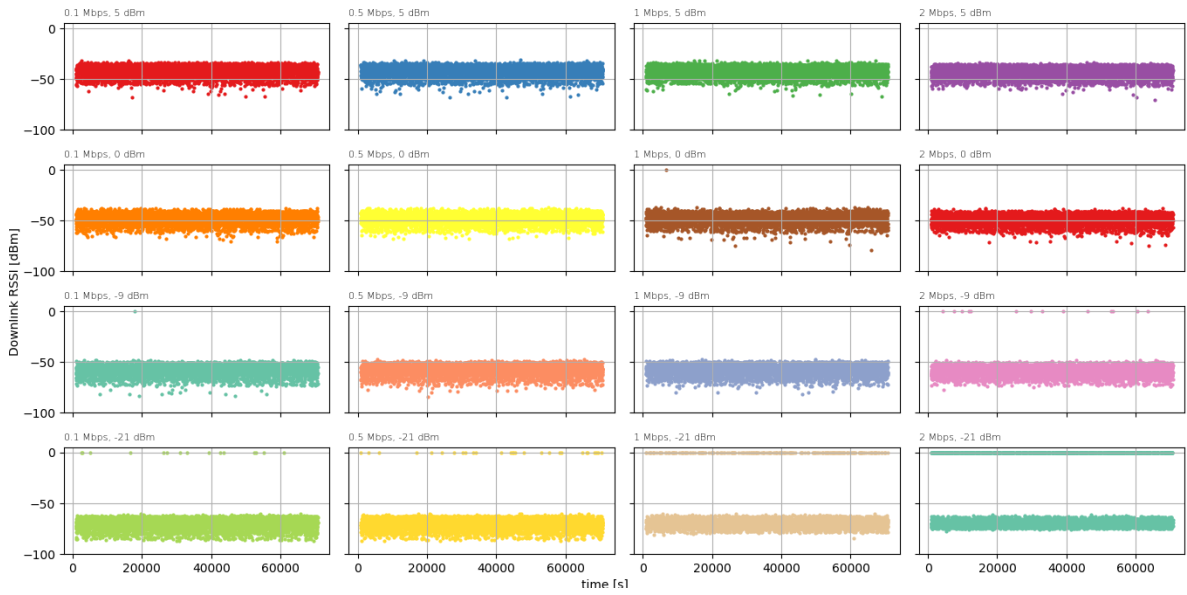 0.1 Mbps, 5 dBm
0.5 Mbps, 5 dBm
1 Mbps, 5 dBm
2 Mbps, 5 dBm
0
−50
−100
0.1 Mbps, 0 dBm
0.5 Mbps, 0 dBm
1 Mbps, 0 dBm
2 Mbps, 0 dBm
0
−50
−100
Downlink RSSI [dBm]
0.1 Mbps, -9 dBm
0.5 Mbps, -9 dBm
1 Mbps, -9 dBm
2 Mbps, -9 dBm
0
−50
−100
0.1 Mbps, -21 dBm
0.5 Mbps, -21 dBm
1 Mbps, -21 dBm
2 Mbps, -21 dBm
0
−50
−100
0 20000 40000 60000
0 20000 40000 60000
0 20000 40000 60000
0 20000 40000 60000
time [s]